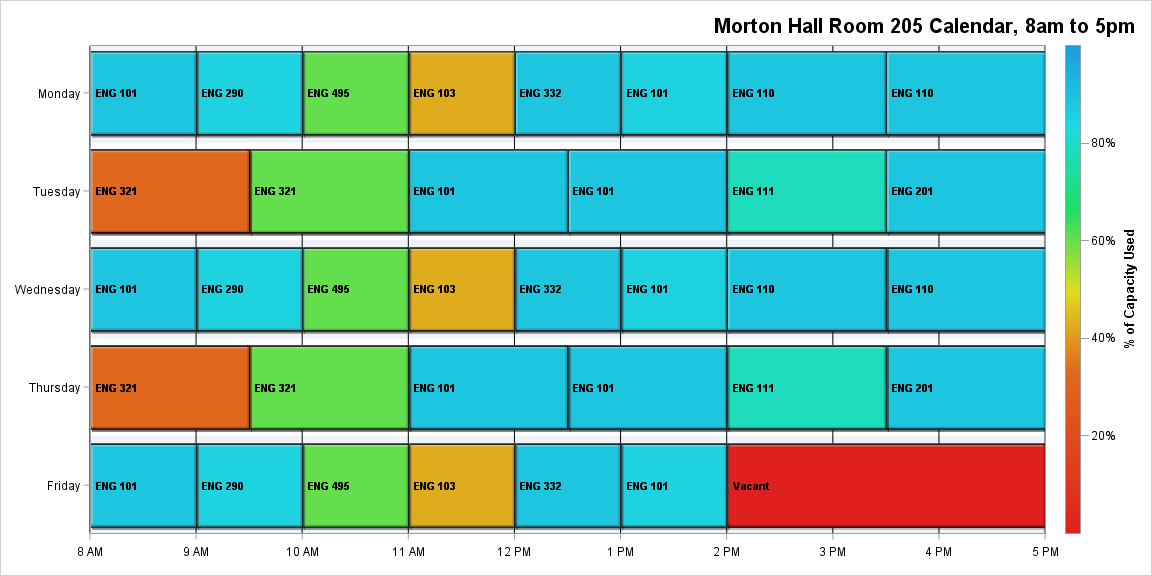 Morton Hall Room 205 Calendar, 8am to 5pm
Monday
ENG 101
ENG 290
ENG 495
ENG 103
ENG 332
ENG 101
ENG 110
ENG 110
Tuesday
ENG 321
ENG 321
ENG 101
ENG 101
ENG 111
ENG 201
Wednesday
ENG 101
ENG 290
ENG 495
ENG 103
ENG 332
ENG 101
ENG 110
ENG 110
Thursday
ENG 321
ENG 321
ENG 101
ENG 101
ENG 111
ENG 201
Friday
ENG 101
ENG 290
ENG 495
ENG 103
ENG 332
ENG 101
Vacant
8 AM
9 AM
10 AM
11 AM
12 PM
1 PM
2 PM
3 PM
4 PM
5 PM
80%
60%
40%
20%
% of Capacity Used